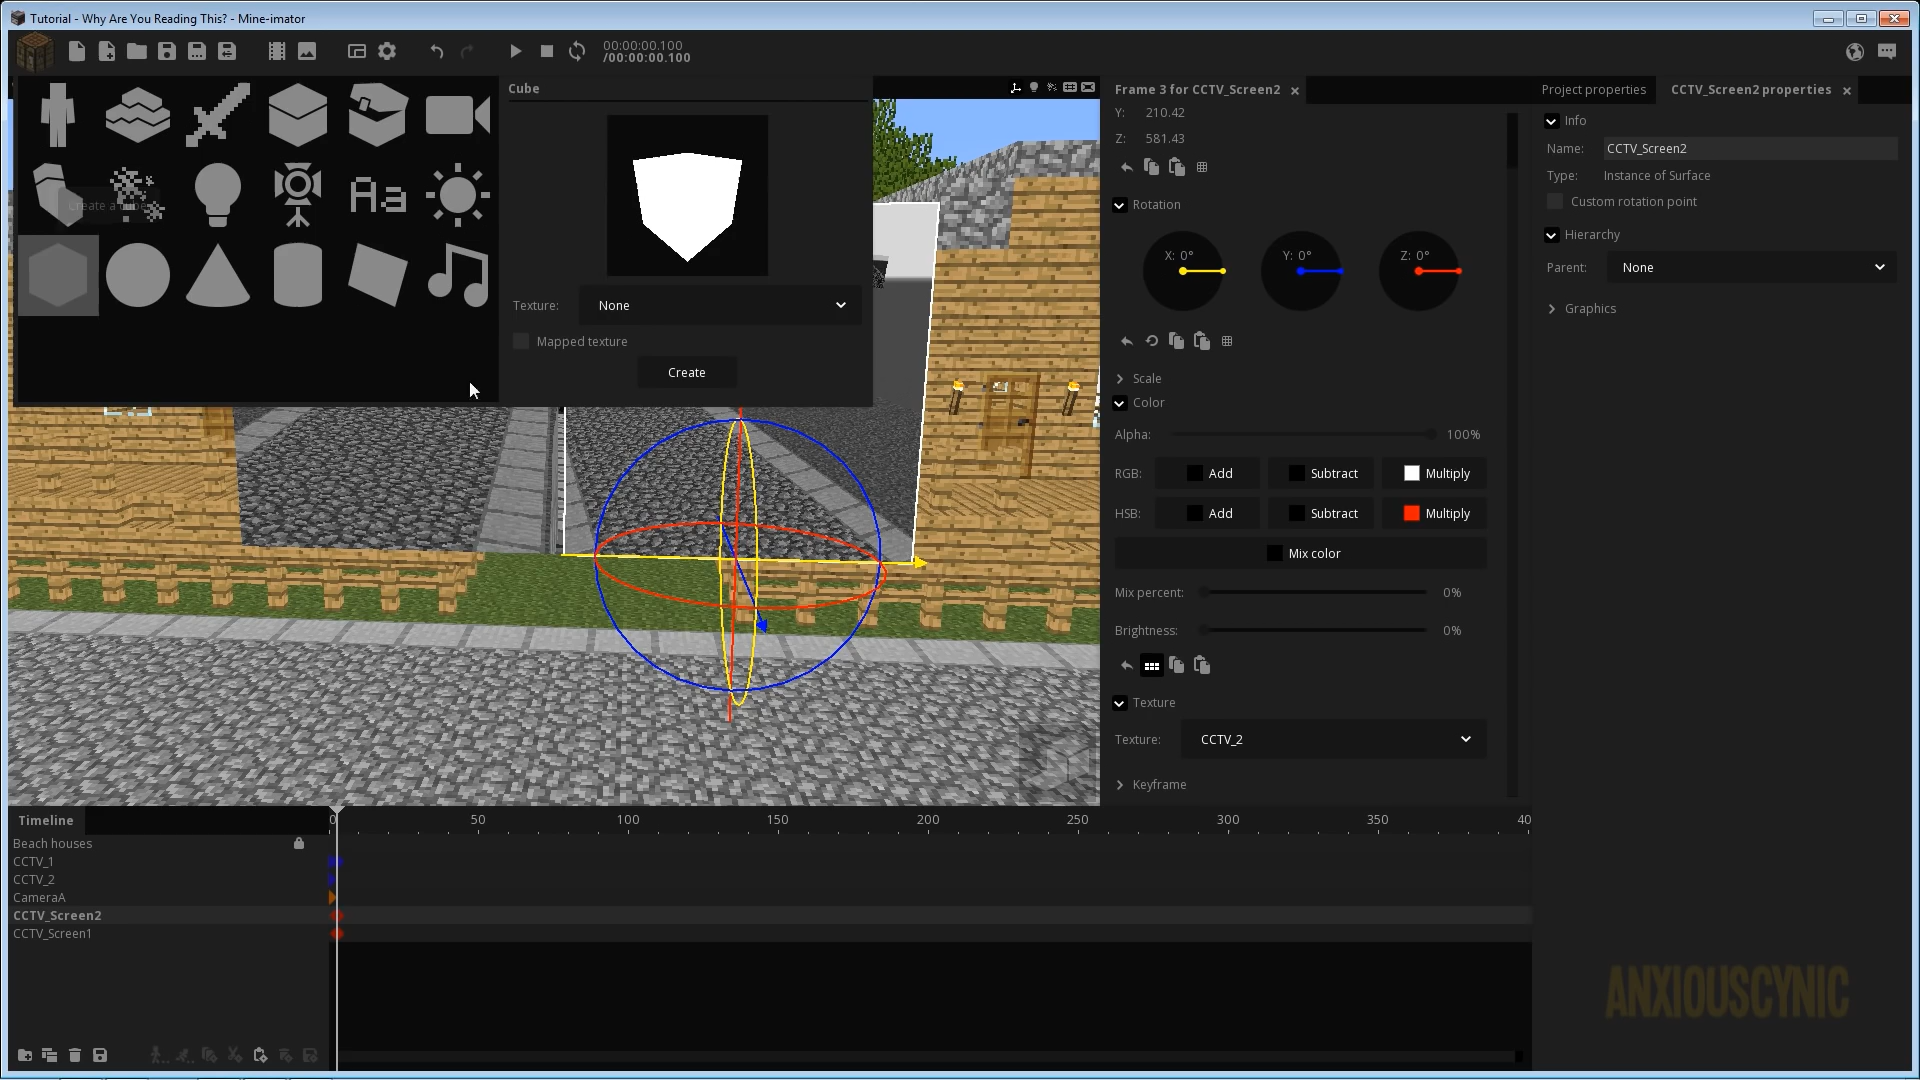 Tutorial - Why Are You Reading This? - Mine-imator
00:00:00.100
/00:00:00.100
Cube
Create a cube
Aa
Texture: None
Mapped texture
Create
Frame 3 for CCTV_Screen2
Y: 210.42
Z: 581.43
Rotation
X: 0° Y: 0° Z: 0°
Scale
Color
Alpha: 100%
RGB: Add Subtract Multiply
HSB: Add Subtract Multiply
Mix color
Mix percent: 0%
Brightness: 0%
Texture
Texture: CCTV_2
Keyframe
Project properties CCTV_Screen2 properties
Info
Name: CCTV_Screen2
Type: Instance of Surface
Custom rotation point
Hierarchy
Parent: None
Graphics
Timeline
0 50 100 150 200 250 300 350 40
Beach houses
CCTV_1
CCTV_2
CameraA
CCTV_Screen2
CCTV_Screen1
ANXIOUSCYNIC